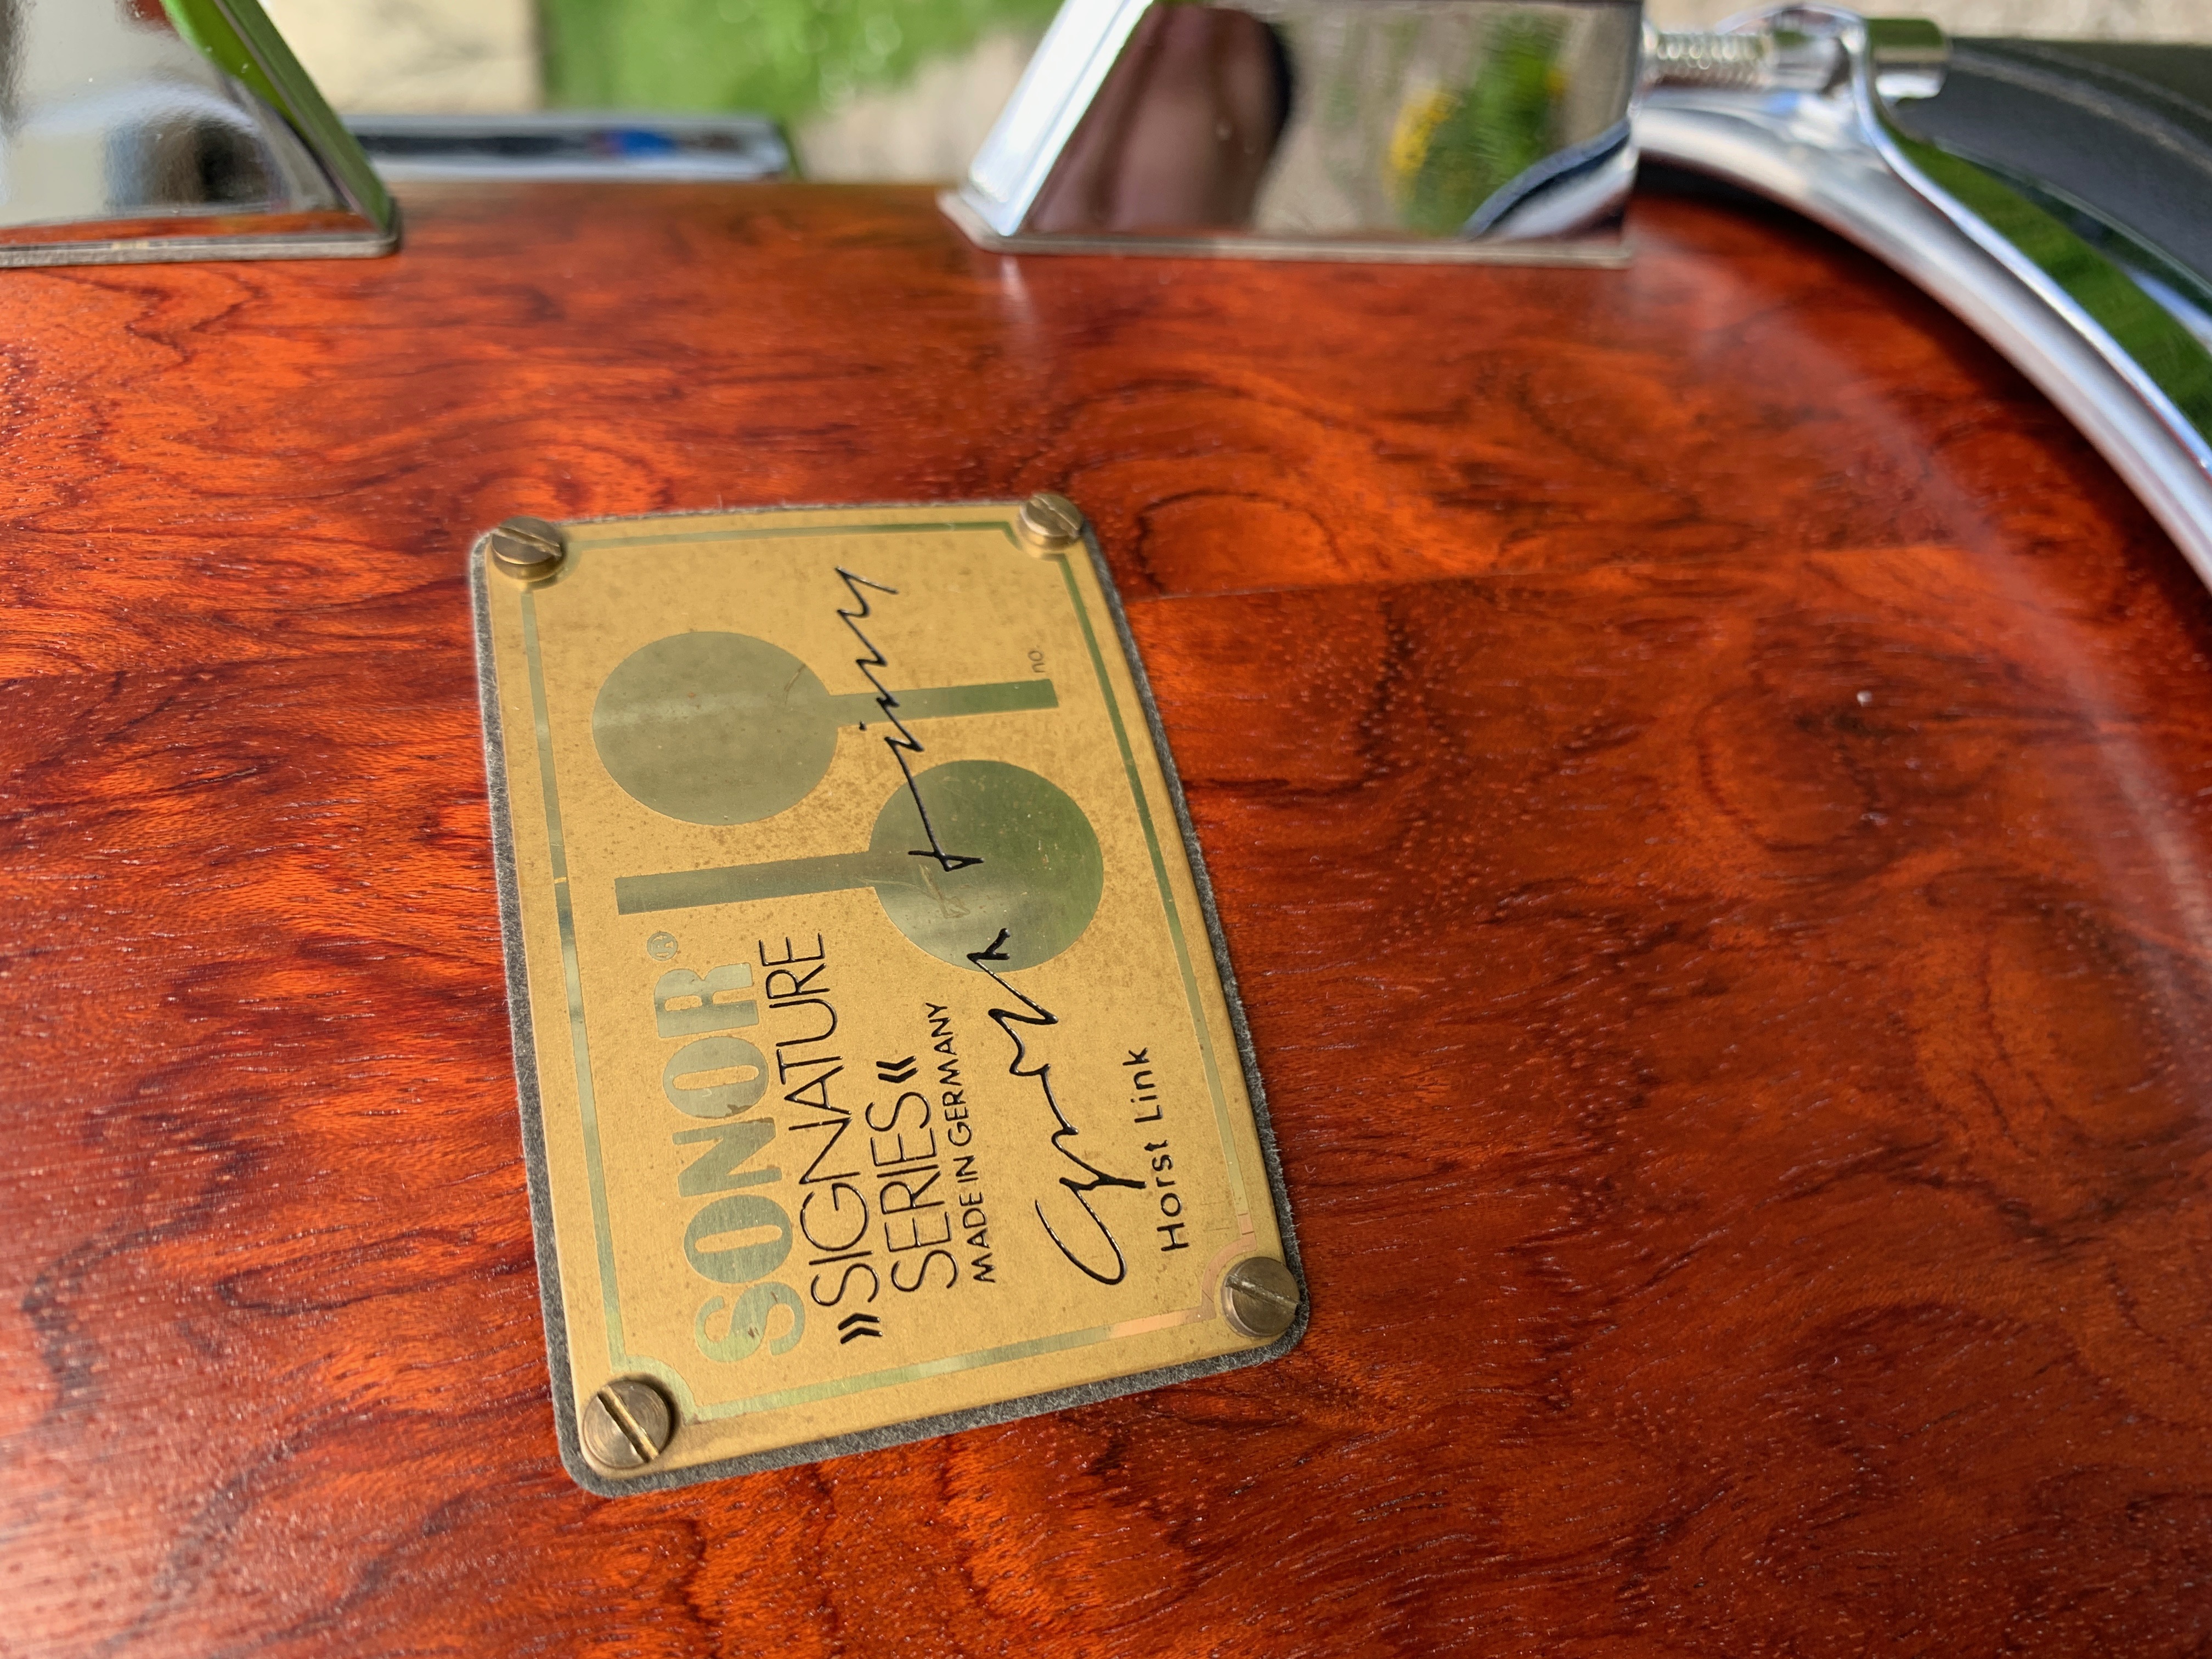 SONOR®
»SIGNATURE
SERIES«
MADE IN GERMANY
Horst Link
no.